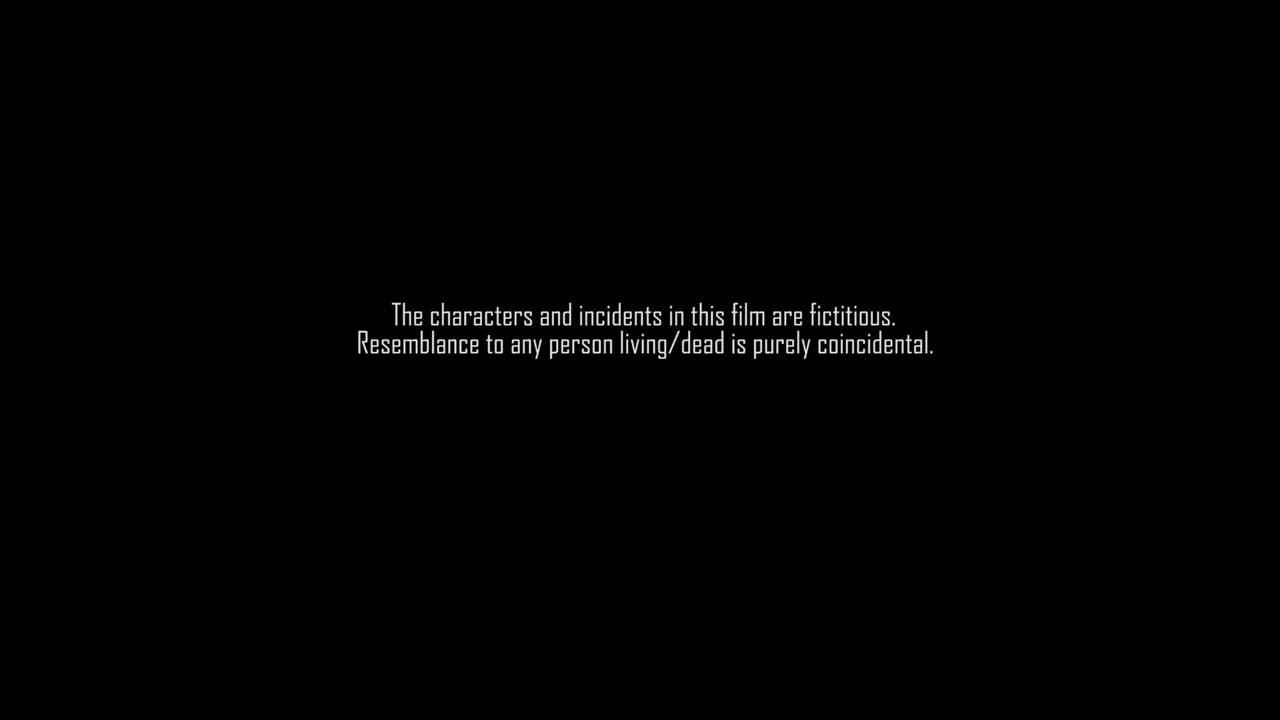 The characters and incidents in this film are fictitious.
Resemblance to any person living/dead is purely coincidental.